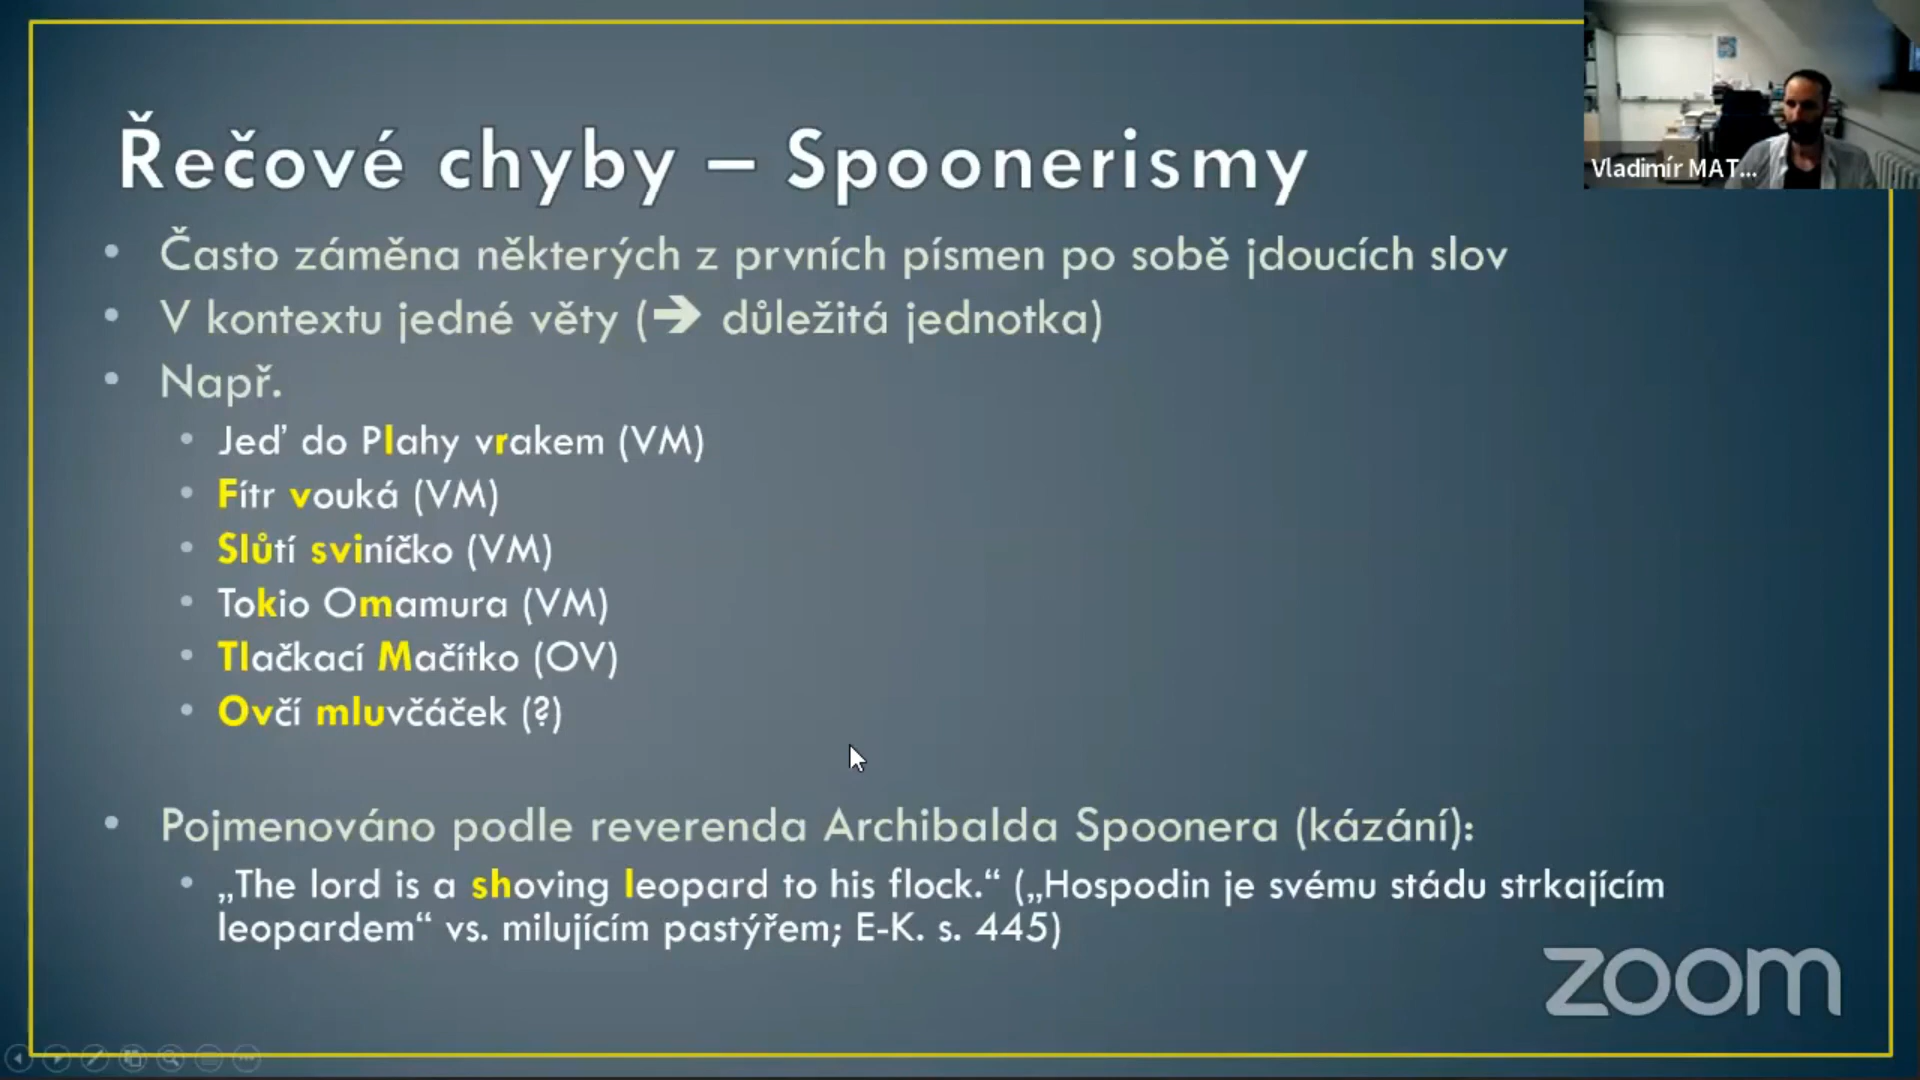 Řečové chyby – Spoonerismy
Vladimír MAT...
• Často záměna některých z prvních písmen po sobě jdoucích slov
• V kontextu jedné věty (➔ důležitá jednotka)
• Např.
• Jeď do Plahy vrakem (VM)
• Fítr vouká (VM)
• Slůtí sviníčko (VM)
• Tokio Omamura (VM)
• Tlačkací Mačítko (OV)
• Ovčí mluvčáček (?)
• Pojmenováno podle reverenda Archibalda Spoonera (kázání):
• „The lord is a shoving leopard to his flock.“ („Hospodin je svému stádu strkajícím
leopardem“ vs. milujícím pastýřem; E-K. s. 445)
zoom